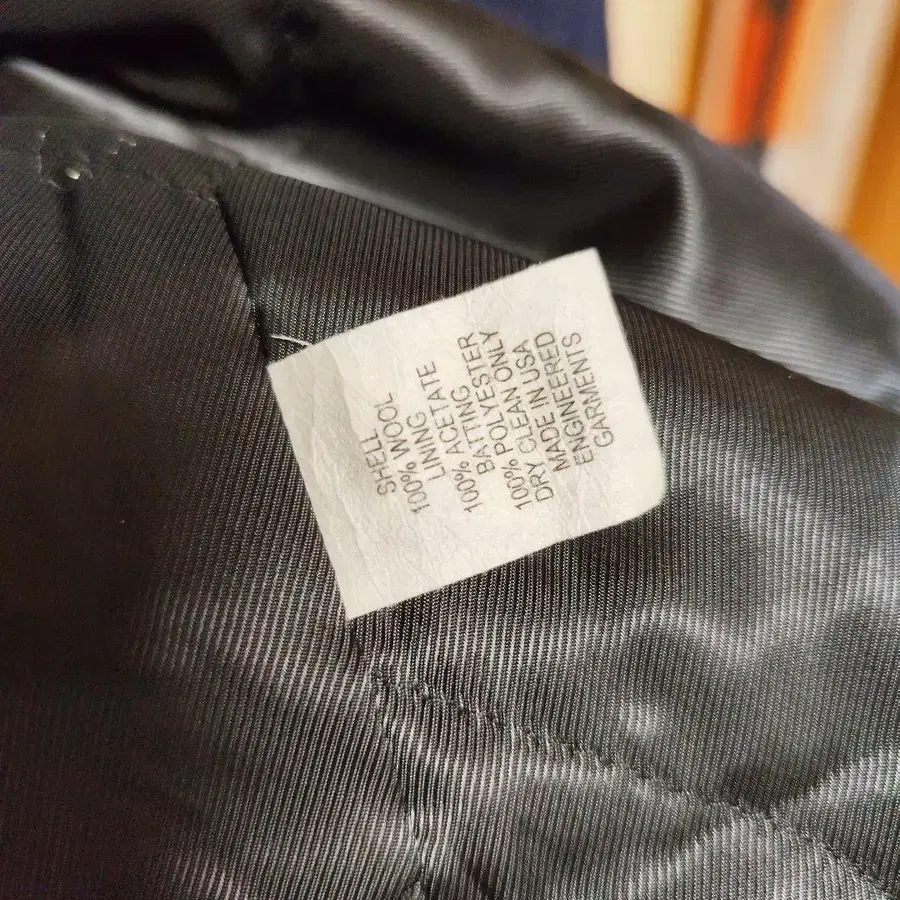 SHELL
100% WOOL
LINING
100% ACETATE
BATTING
100% POLYESTER
DRY CLEAN ONLY
MADE IN USA
ENGINEERED
GARMENTS